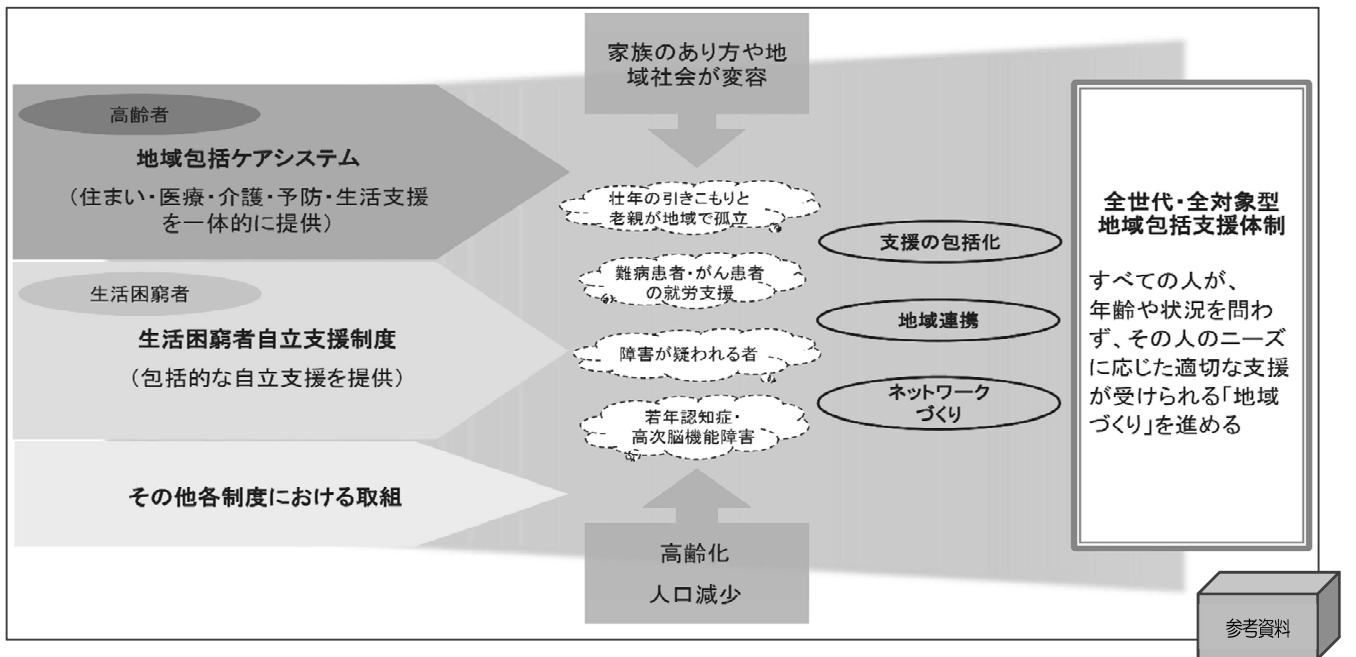 家族のあり方や地
域社会が変容
高齢者
地域包括ケアシステム
（住まい・医療・介護・予防・生活支援
を一体的に提供）
生活困窮者
生活困窮者自立支援制度
（包括的な自立支援を提供）
その他各制度における取組
壮年の引きこもりと
老親が地域で孤立
難病患者・がん患者
の就労支援
障害が疑われる者
若年認知症・
高次脳機能障害
高齢化
人口減少
支援の包括化
地域連携
ネットワーク
づくり
全世代・全対象型
地域包括支援体制
すべての人が、
年齢や状況を問わ
ず、その人のニーズ
に応じた適切な支援
が受けられる「地域
づくり」を進める
参考資料